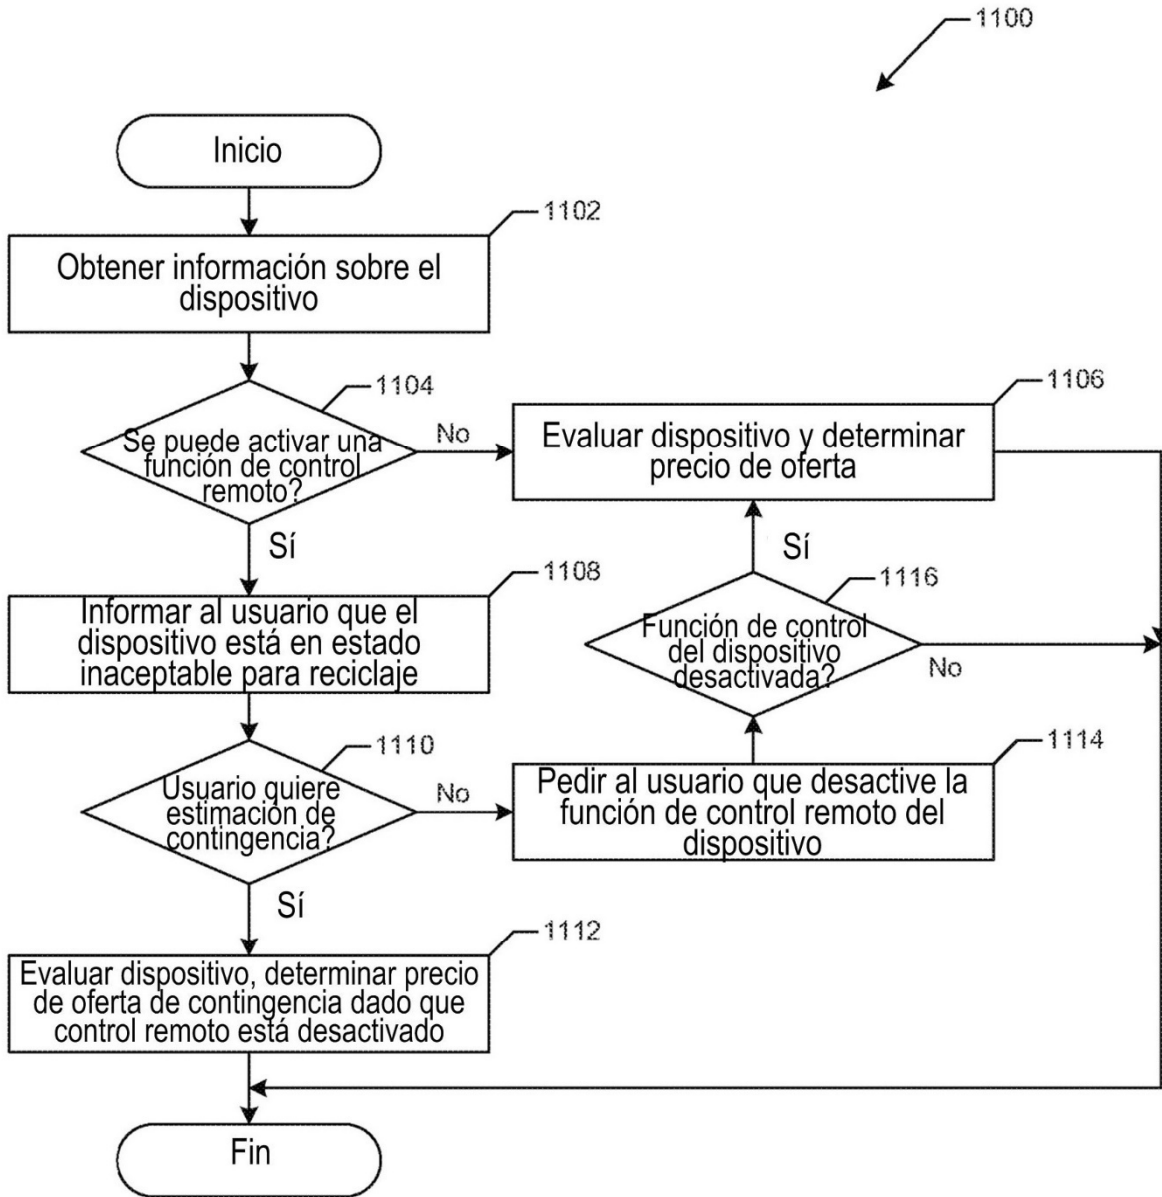 1100
Inicio
1102
Obtener información sobre el
dispositivo
1104
Se puede activar una
función de control
remoto?
No
1106
Evaluar dispositivo y determinar
precio de oferta
Sí
1108
Informar al usuario que el
dispositivo está en estado
inaceptable para reciclaje
Sí
1116
Función de control
del dispositivo
desactivada?
No
1110
Usuario quiere
estimación de
contingencia?
No
1114
Pedir al usuario que desactive la
función de control remoto del
dispositivo
Sí
1112
Evaluar dispositivo, determinar precio
de oferta de contingencia dado que
control remoto está desactivado
Fin